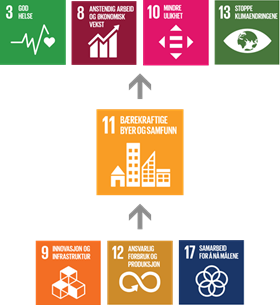 3 GOD
HELSE
8 ANSTENDIG ARBEID
OG ØKONOMISK
VEKST
10 MINDRE
ULIKHET
13 STOPPE
KLIMAENDRINGENE
11 BÆREKRAFTIGE
BYER OG SAMFUNN
9 INNOVASJON OG
INFRASTRUKTUR
12 ANSVARLIG
FORBRUK OG
PRODUKSJON
17 SAMARBEID
FOR Å NÅ MÅLENE